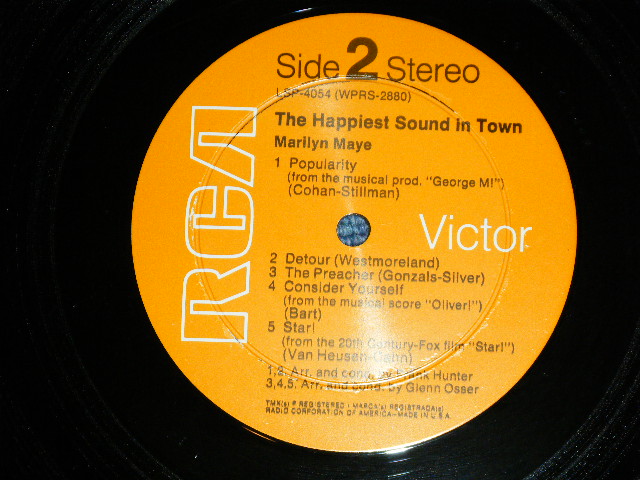 Side 2 Stereo
LSP-4054 (WPRS-2880)
The Happiest Sound in Town
Marilyn Maye
1 Popularity
(from the musical prod. "George M!")
(Cohan-Stillman)
RCA
Victor
2 Detour (Westmoreland)
3 The Preacher (Gonzals-Silver)
4 Consider Yourself
(from the musical score "Oliver!")
(Bart)
5 Star!
(from the 20th Century-Fox film "Star!")
(Van Heusen-Cahn)
1,2. Arr. and cond. by Frank Hunter
3,4,5. Arr. and cond. by Glenn Osser
TMK(s) ® REGISTERED • MARCA(s) REGISTRADA(s)
RADIO CORPORATION OF AMERICA–MADE IN U.S.A.